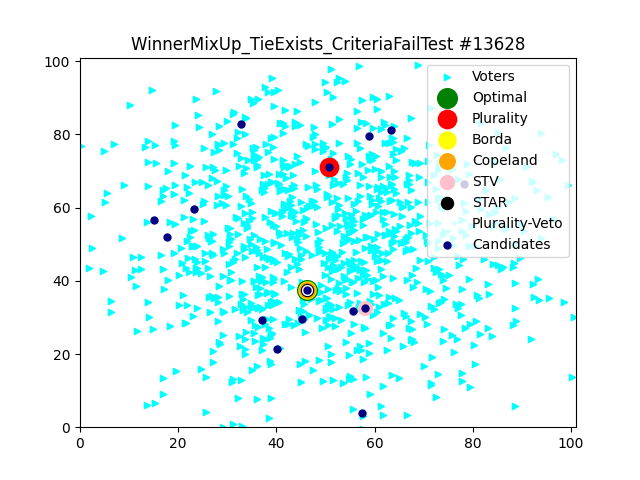 WinnerMixUp_TieExists_CriteriaFailTest #13628
100
80
60
40
20
0
0
20
40
60
80
100
Voters
Optimal
Plurality
Borda
Copeland
STV
STAR
Plurality-Veto
Candidates